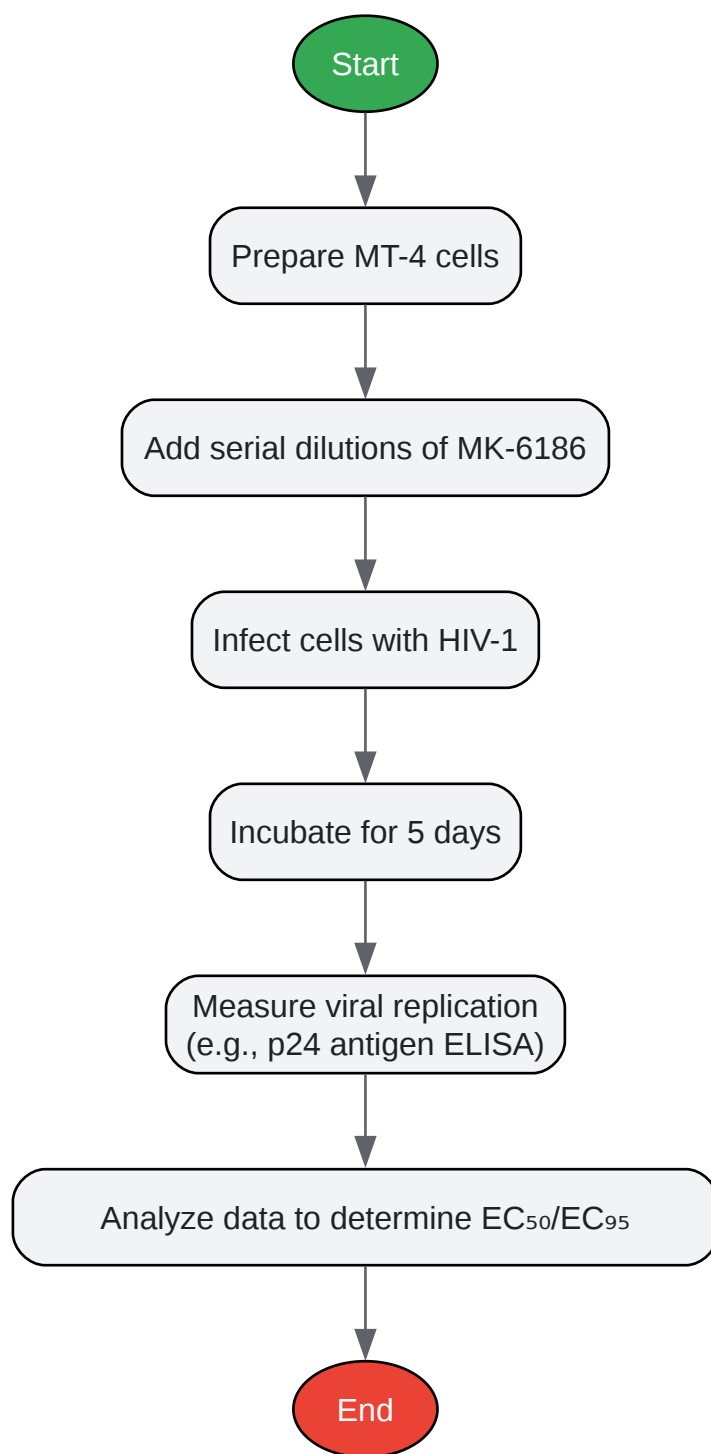 Start
Prepare MT-4 cells
Add serial dilutions of MK-6186
Infect cells with HIV-1
Incubate for 5 days
Measure viral replication
(e.g., p24 antigen ELISA)
Analyze data to determine EC₅₀/EC₉₅
End